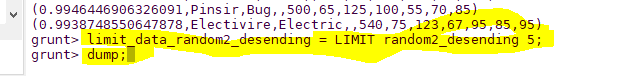 (0.9946446906326091,Pinsir,Bug,,500,65,125,100,55,70,85)
(0.9938748550647878,Electivire,Electric,,540,75,123,67,95,85,95)
grunt> limit_data_random2_desending = LIMIT random2_desending 5;
grunt> dump;